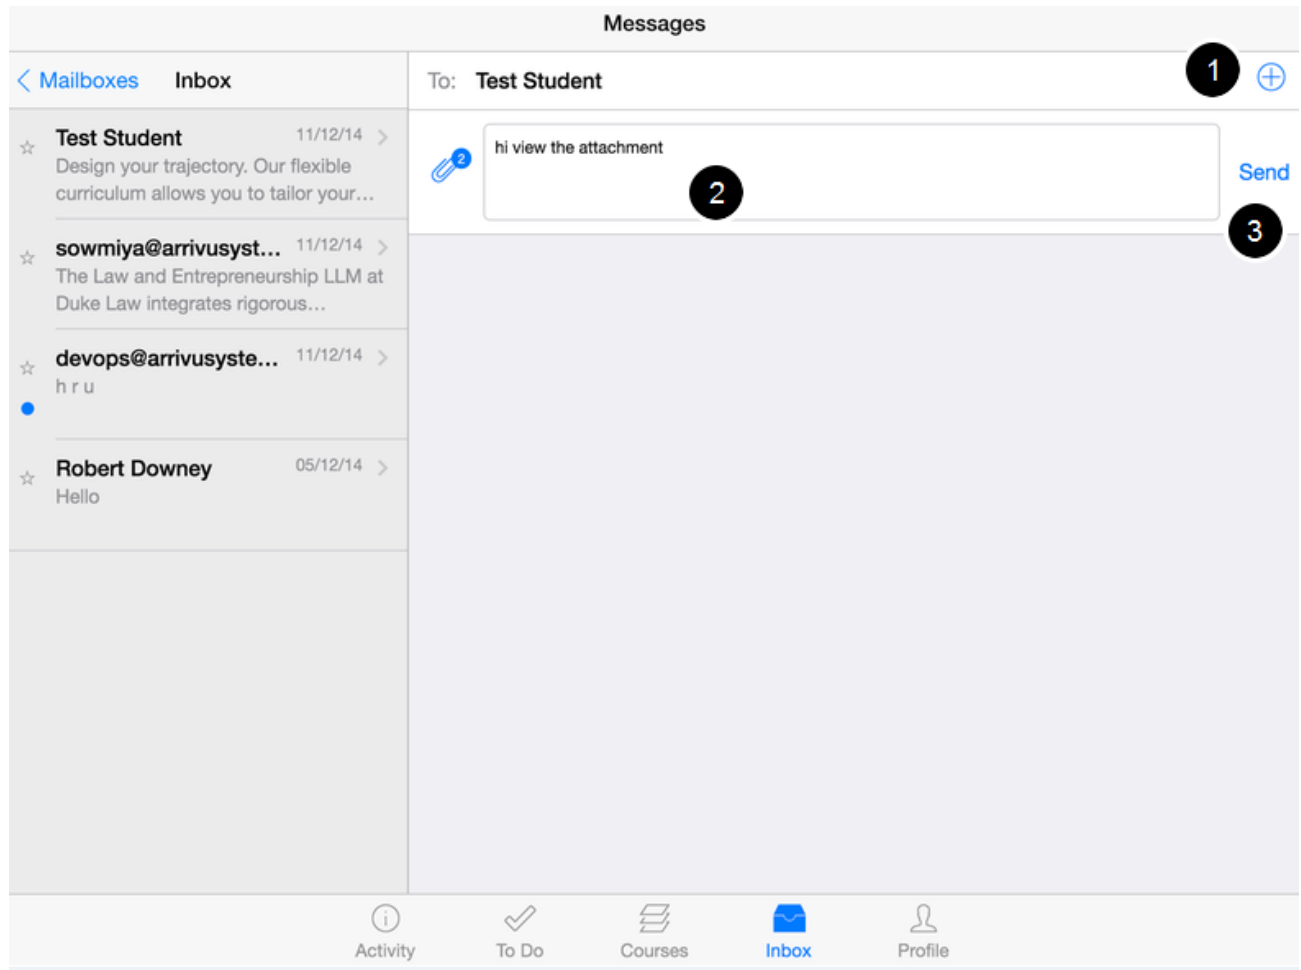 Messages
Mailboxes Inbox
Test Student 11/12/14
Design your trajectory. Our flexible
curriculum allows you to tailor your...
sowmiya@arrivusyst... 11/12/14
The Law and Entrepreneurship LLM at
Duke Law integrates rigorous...
devops@arrivusyste... 11/12/14
h r u
Robert Downey 05/12/14
Hello
To: Test Student 1
2 hi view the attachment
2
Send
3
Activity To Do Courses Inbox Profile